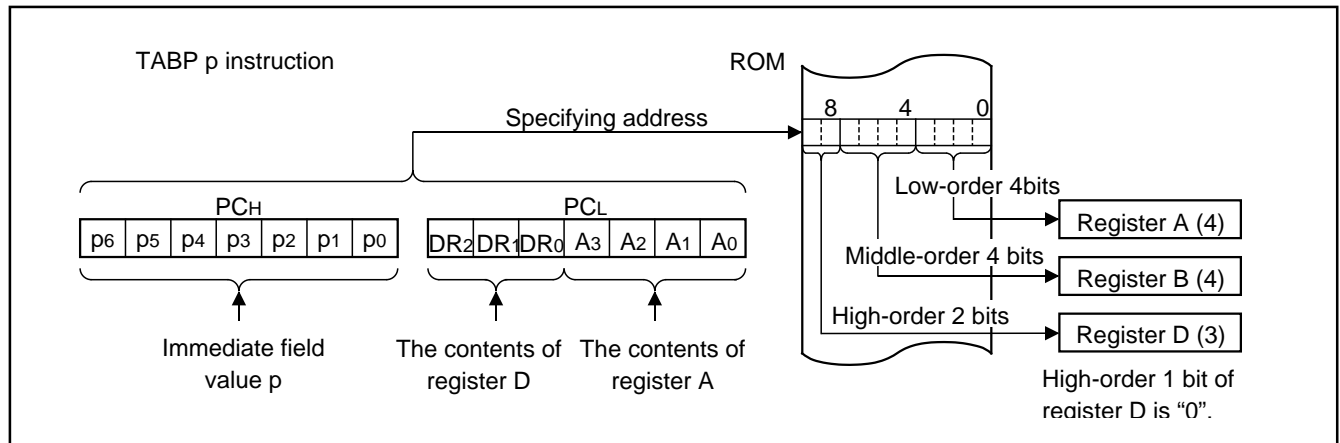 TABP p instruction
ROM
8 4 0
Specifying address
Low-order 4bits
PCH
PCL
p6 p5 p4 p3 p2 p1 p0
DR2 DR1 DR0 A3 A2 A1 A0
Register A (4)
Middle-order 4 bits
Register B (4)
High-order 2 bits
Register D (3)
Immediate field
value p
The contents of
register D
The contents of
register A
High-order 1 bit of
register D is “0”.